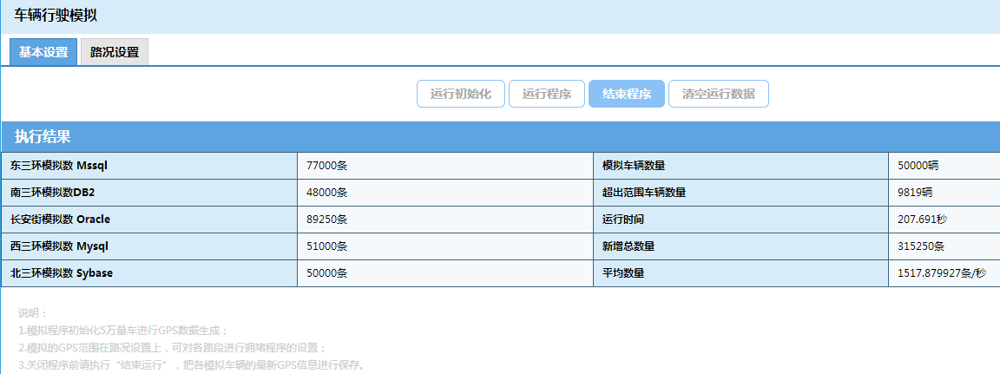 车辆行驶模拟
基本设置 路况设置
运行初始化 运行程序 结束程序 清空运行数据
执行结果
东三环模拟数 Mssql 77000条 模拟车辆数量 50000辆
南三环模拟数DB2 48000条 超出范围车辆数量 9819辆
长安街模拟数 Oracle 89250条 运行时间 207.691秒
西三环模拟数 Mysql 51000条 新增总数量 315250条
北三环模拟数 Sybase 50000条 平均数量 1517.879927条/秒
说明：
1.模拟程序初始化5万量车进行GPS数据生成；
2.模拟的GPS范围在路况设置上，可对各路段进行拥堵程序的设置；
3.关闭程序前请执行“结束运行”，把各模拟车辆的最新GPS信息进行保存。